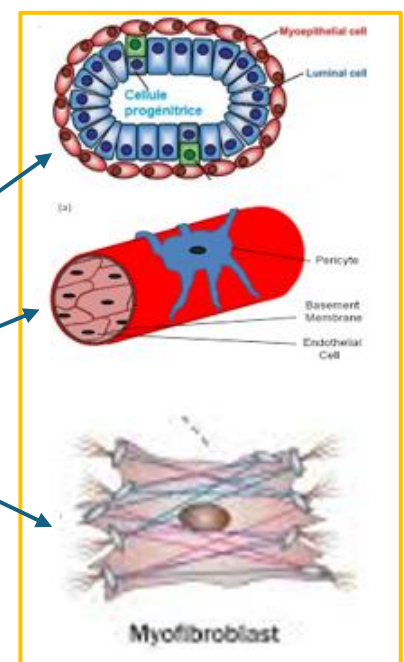 Myoepithelial cell
Luminal cell
Cellule
progénitrice
(a)
Pericyte
Basement
Membrane
Endothelial
Cell
Myofibroblast